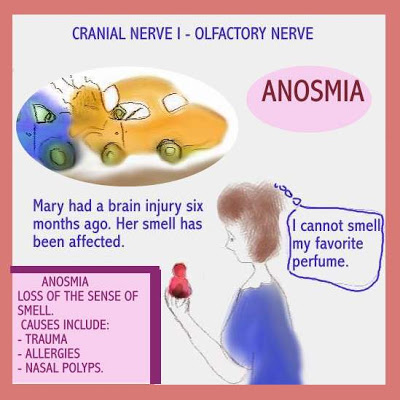 CRANIAL NERVE I - OLFACTORY NERVE
ANOSMIA
Mary had a brain injury six
months ago. Her smell has
been affected.
I cannot smell
my favorite
perfume.
ANOSMIA
LOSS OF THE SENSE OF
SMELL.
CAUSES INCLUDE:
- TRAUMA
- ALLERGIES
- NASAL POLYPS.